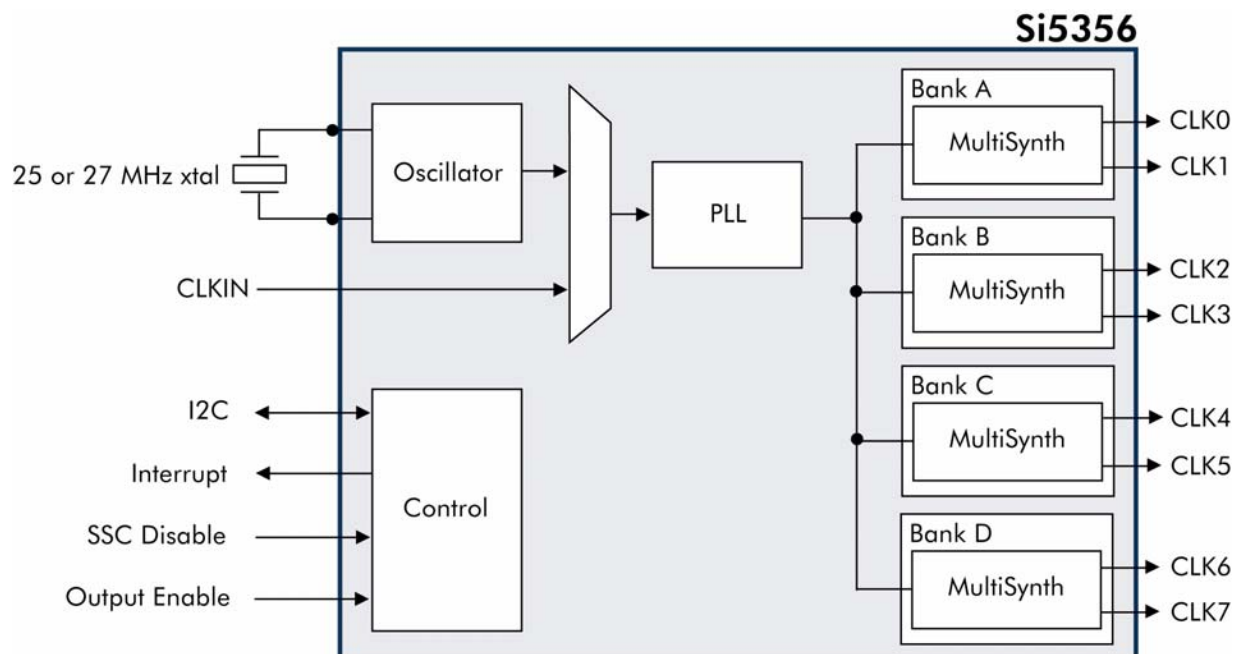 Si5356
Bank A
MultiSynth
CLK0
CLK1
Oscillator
25 or 27 MHz xtal
PLL
Bank B
MultiSynth
CLK2
CLK3
CLKIN
Bank C
MultiSynth
CLK4
CLK5
I2C
Interrupt
Control
SSC Disable
Output Enable
Bank D
MultiSynth
CLK6
CLK7